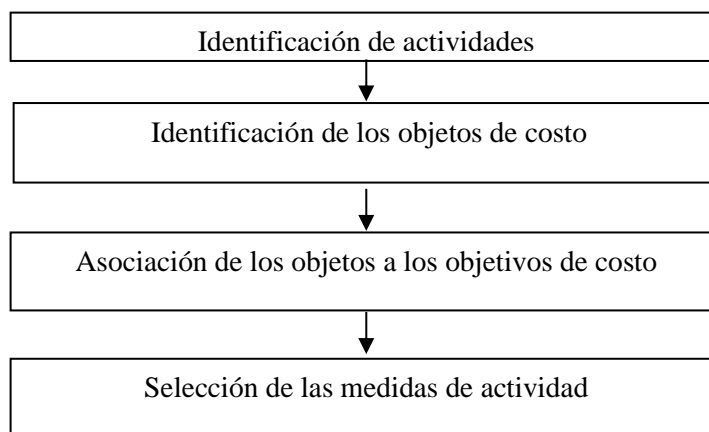 Identificación de actividades
Identificación de los objetos de costo
Asociación de los objetos a los objetivos de costo
Selección de las medidas de actividad